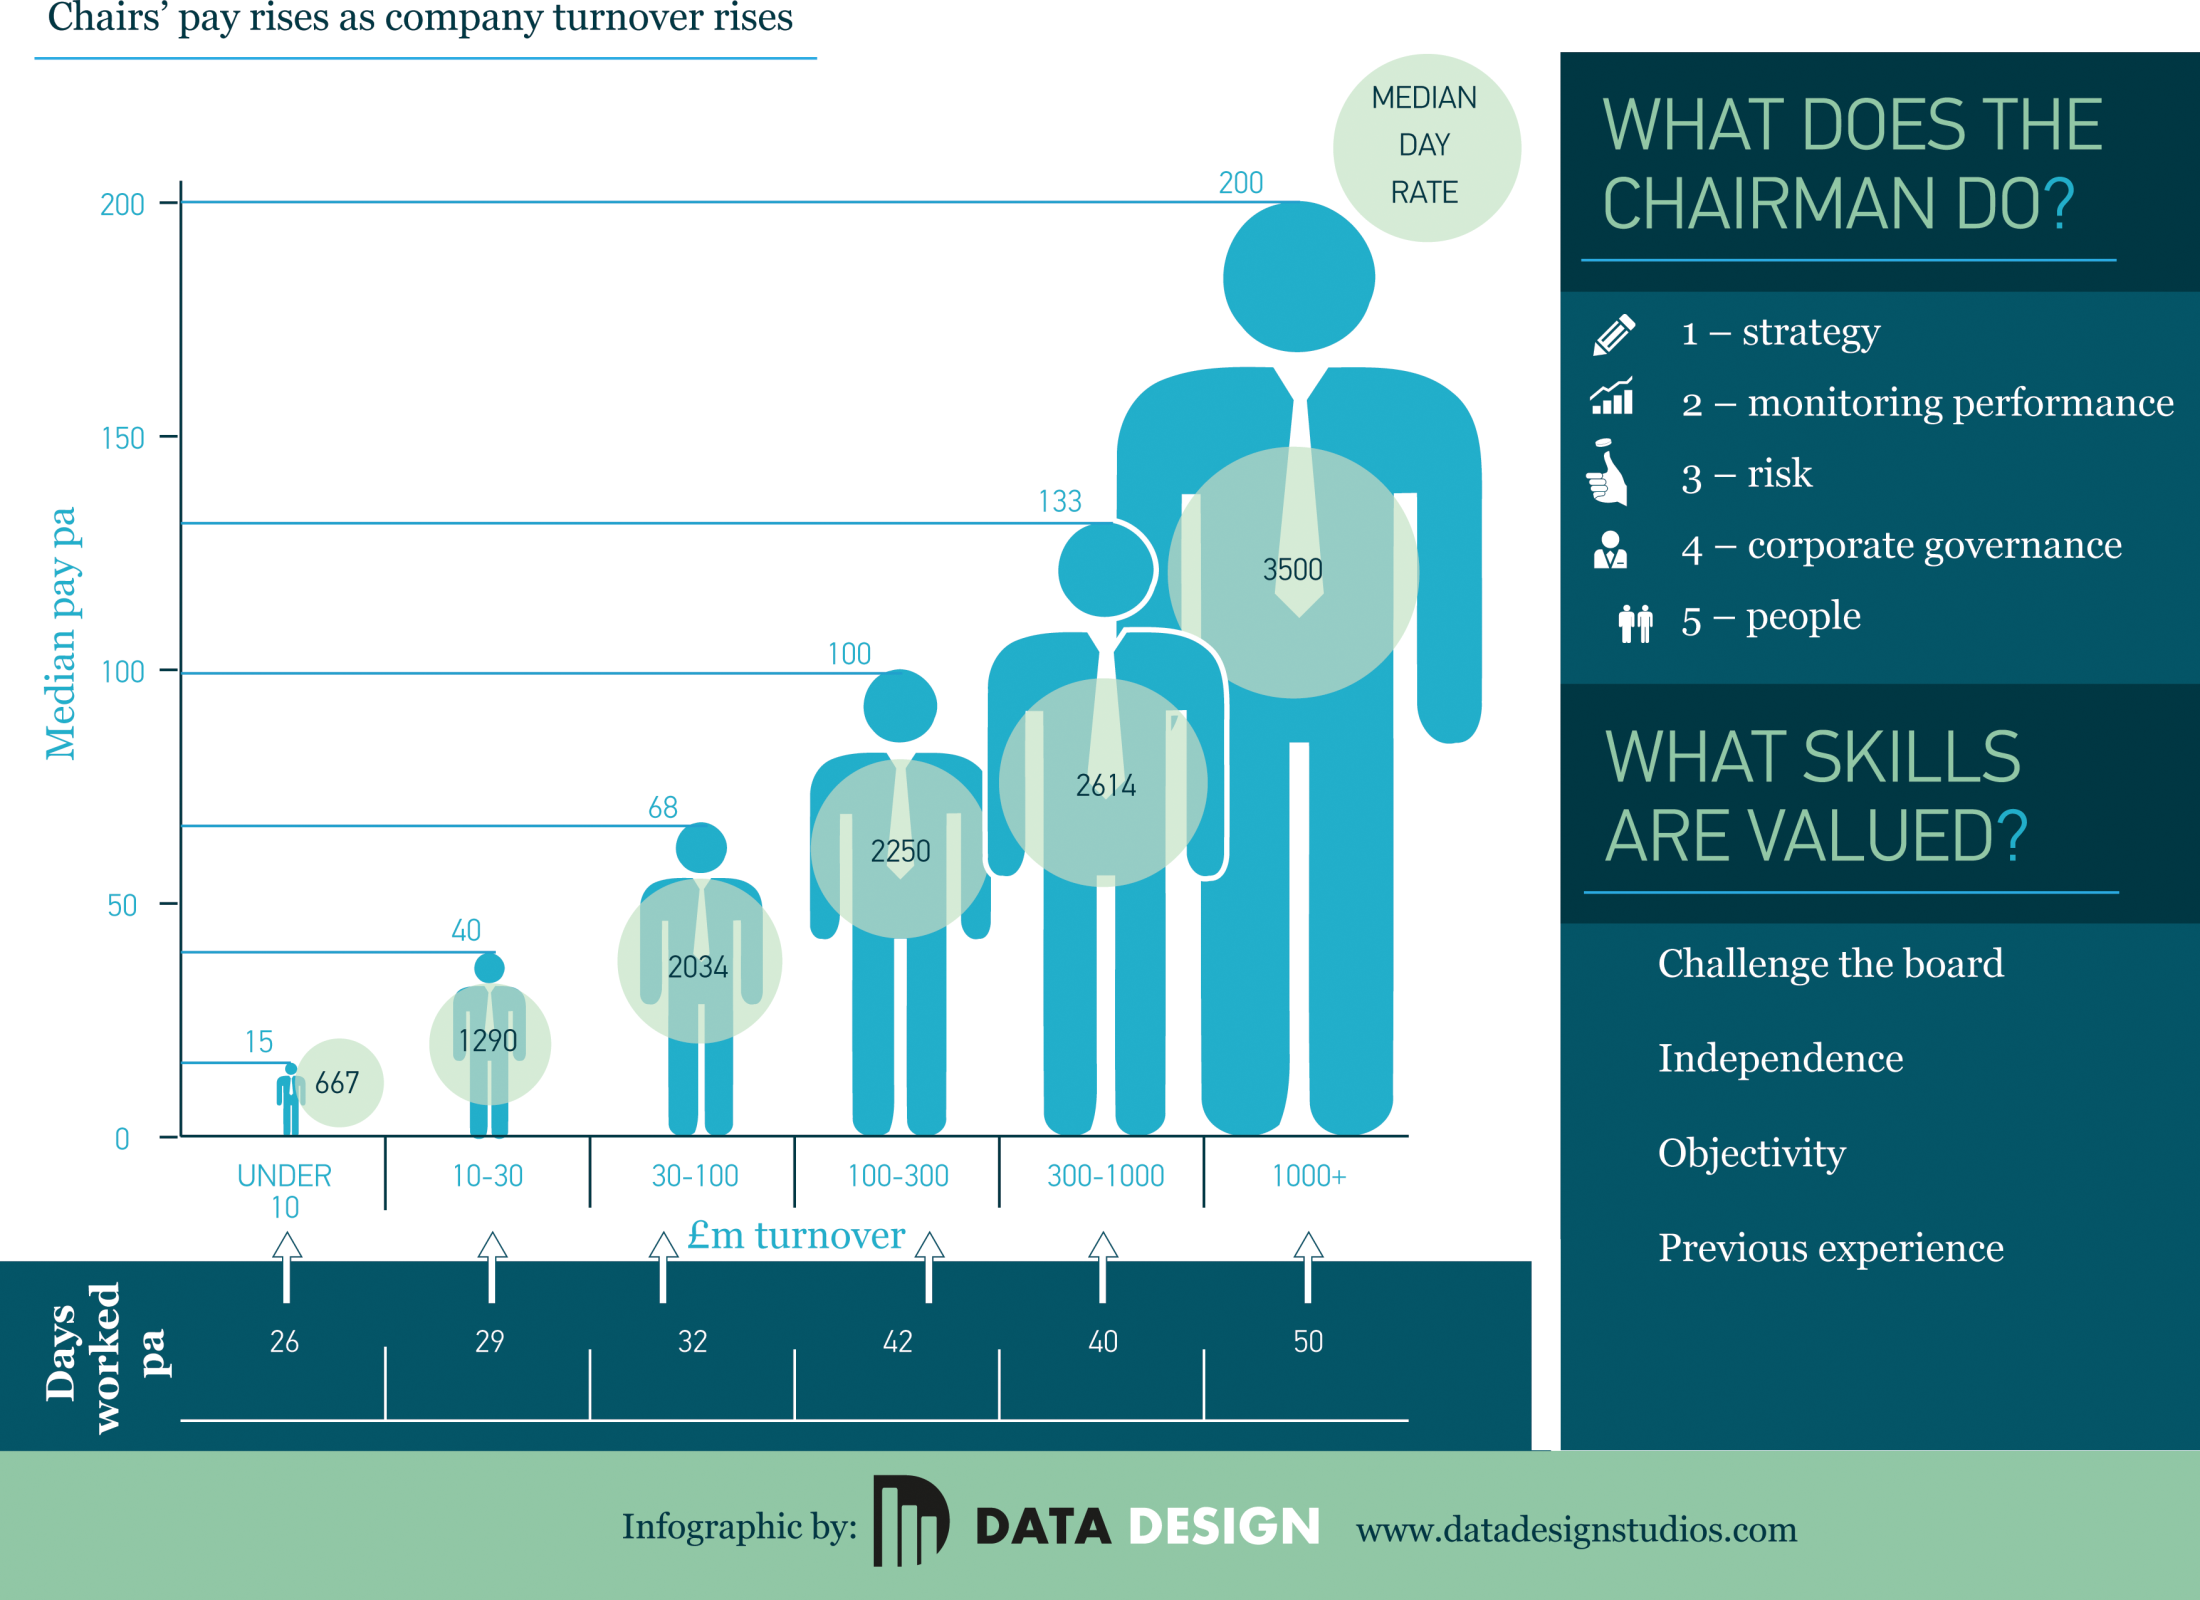 Chairs’ pay rises as company turnover rises
MEDIAN
DAY
RATE
Median pay pa
200
150
100
50
0
15
40
68
100
133
200
667
1290
2034
2250
2614
3500
UNDER
10
10-30
30-100
100-300
300-1000
1000+
£m turnover
Days
worked
pa
26
29
32
42
40
50
WHAT DOES THE
CHAIRMAN DO?
1 – strategy
2 – monitoring performance
3 – risk
4 – corporate governance
5 – people
WHAT SKILLS
ARE VALUED?
Challenge the board
Independence
Objectivity
Previous experience
Infographic by:
DATA DESIGN
www.datadesignstudios.com